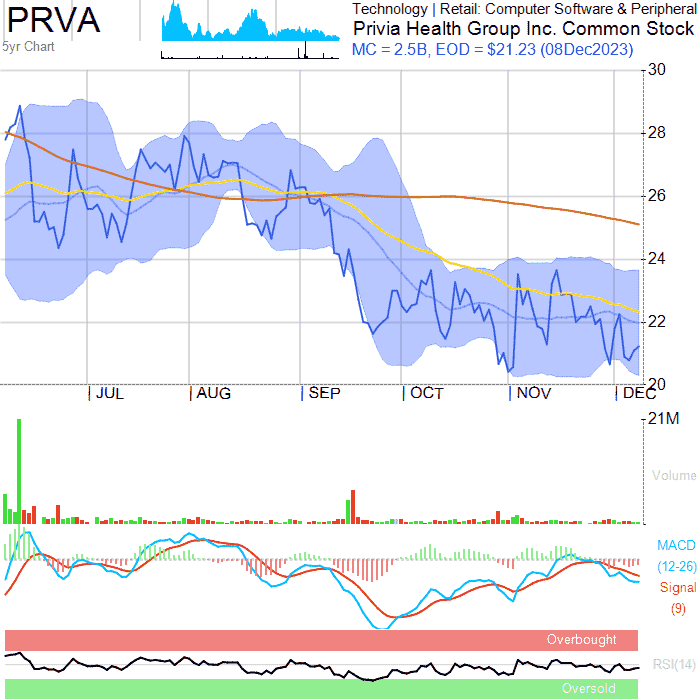 PRVA
5yr Chart
Technology | Retail: Computer Software & Peripheral
Privia Health Group Inc. Common Stock
MC = 2.5B, EOD = $21.23 (08Dec2023)
30
28
26
24
22
20
JUL AUG SEP OCT NOV DEC
21M
Volume
MACD
(12-26)
Signal
(9)
Overbought
RSI(14)
Oversold